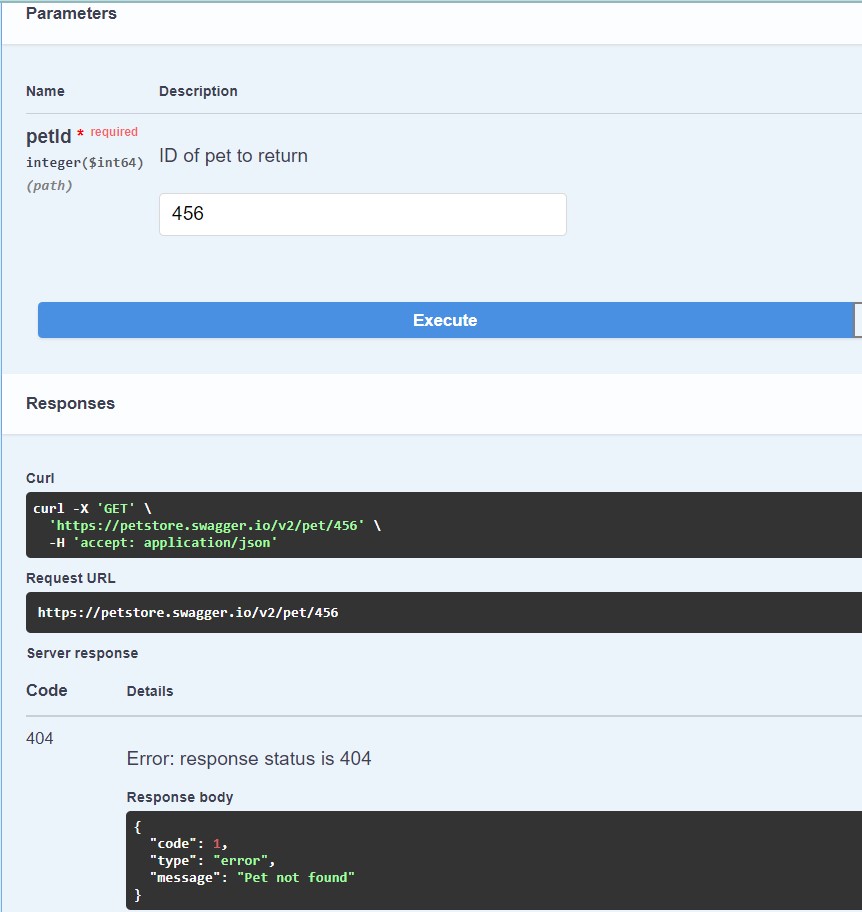 Parameters
Name Description
petId * required
integer($int64)
(path)
ID of pet to return
456
Execute
Responses
Curl
curl -X 'GET' \
  'https://petstore.swagger.io/v2/pet/456' \
  -H 'accept: application/json'
Request URL
https://petstore.swagger.io/v2/pet/456
Server response
Code Details
404
Error: response status is 404
Response body
{
  "code": 1,
  "type": "error",
  "message": "Pet not found"
}